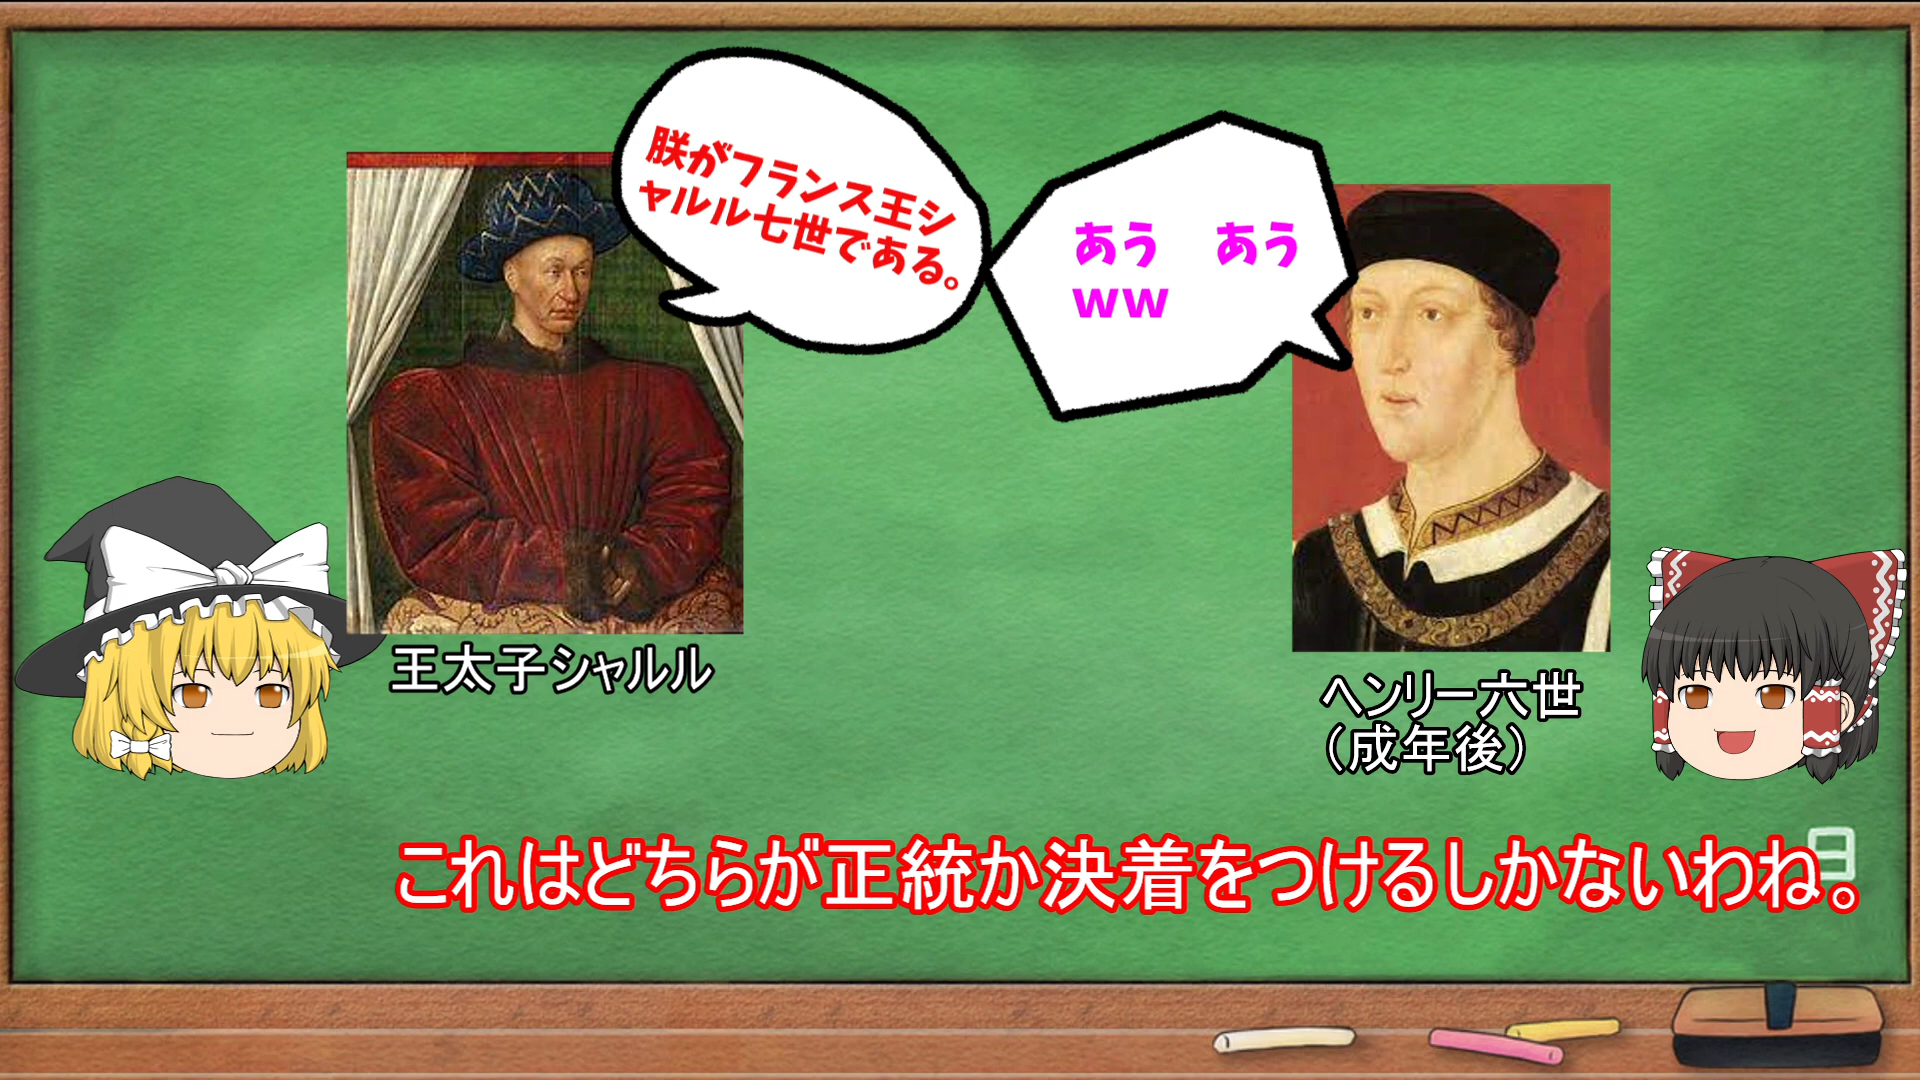 朕がフランス王シ
ャルル七世である。
あう　あう
ww
王太子シャルル
ヘンリー六世
（成年後）
これはどちらが正統か決着をつけるしかないわね。
日